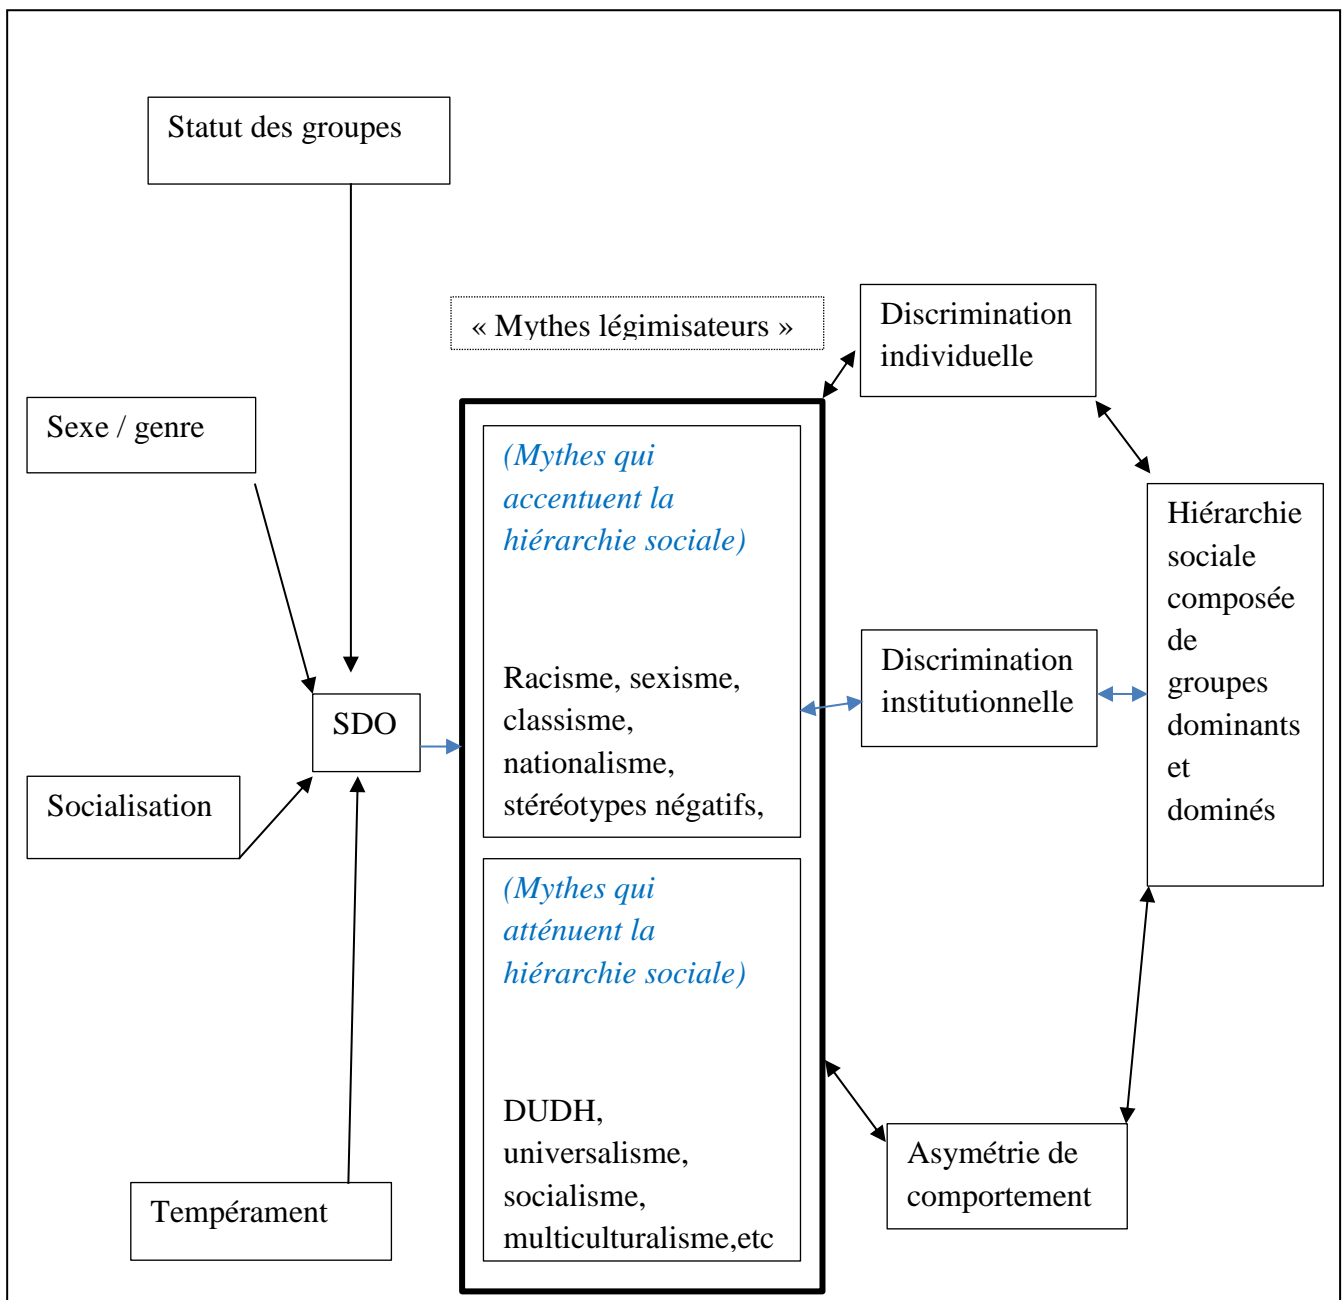 Statut des groupes
« Mythes légimisateurs »
Discrimination
individuelle
Sexe / genre
(Mythes qui
accentuent la
hiérarchie sociale)
Racisme, sexisme,
classisme,
nationalisme,
stéréotypes négatifs,
SDO
Socialisation
Discrimination
institutionnelle
Hiérarchie
sociale
composée
de
groupes
dominants
et
dominés
(Mythes qui
atténuent la
hiérarchie sociale)
DUDH,
universalisme,
socialisme,
multiculturalisme,etc
Tempérament
Asymétrie de
comportement